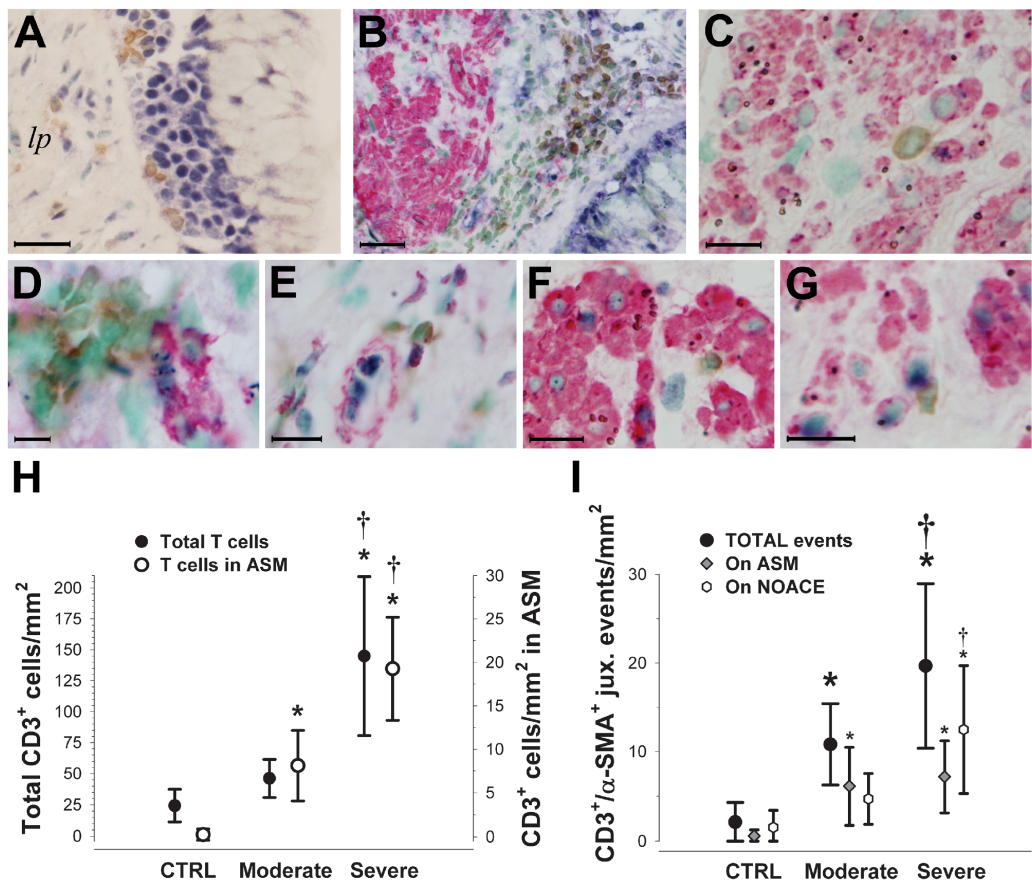 A
lp
B
C
D
E
F
G
H
† 
* † 
* 
* 
Total T cells
T cells in ASM
Total CD3⁺ cells/mm²
200
175
150
125
100
75
50
25
0
30
25
20
15
10
5
0
CD3⁺ cells/mm² in ASM
CTRL Moderate Severe
I
CD3⁺/α-SMA⁺ jux. events/mm²
TOTAL events
On ASM
On NOACE
†
*
†
*
*
*
*
30
20
10
0
CTRL Moderate Severe